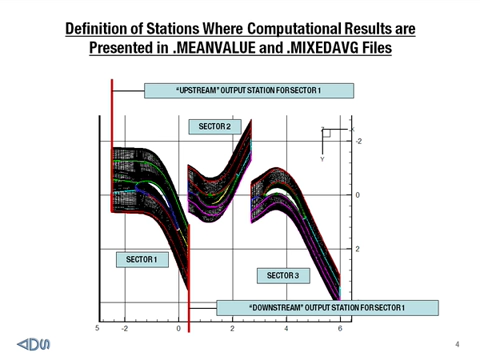 Definition of Stations Where Computational Results are
Presented in .MEANVALUE and .MIXEDAVG Files
"UPSTREAM" OUTPUT STATION FOR SECTOR 1
SECTOR 2
X
Y
-2
0
2
SECTOR 1
SECTOR 3
"DOWNSTREAM" OUTPUT STATION FOR SECTOR 1
5 -2 0 2 4 6
ADS
4